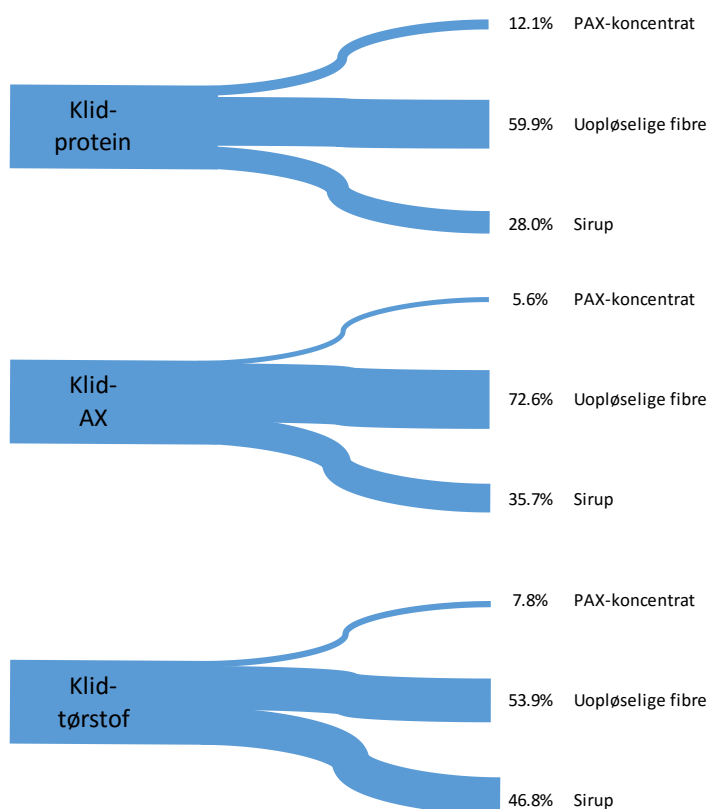 12.1% PAX-koncentrat
Klid-
protein
59.9% Uopløselige fibre
28.0% Sirup
5.6% PAX-koncentrat
Klid-
AX
72.6% Uopløselige fibre
35.7% Sirup
7.8% PAX-koncentrat
Klid-
tørstof
53.9% Uopløselige fibre
46.8% Sirup